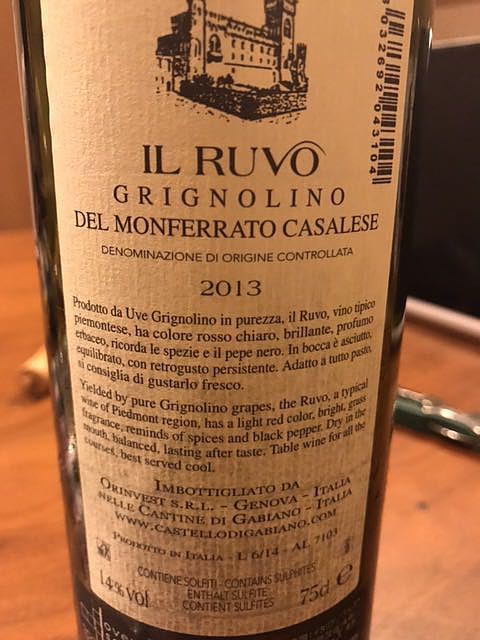 IL RUVÒ
GRIGNOLINO
DEL MONFERRATO CASALESE
DENOMINAZIONE DI ORIGINE CONTROLLATA
2013
Prodotto da Uve Grignolino in purezza, il Ruvo, vino tipico
piemontese, ha colore rosso chiaro, brillante, profumo
erbaceo, ricorda le spezie e il pepe nero. In bocca è asciutto,
equilibrato, con retrogusto persistente. Adatto a tutto pasto,
si consiglia di gustarlo fresco.
Yielded by pure Grignolino grapes, the Ruvo, a typical
wine of Piedmont region, has a light red color, bright, grass
fragrance, reminds of spices and black pepper. Dry in the
mouth, balanced, lasting after taste. Table wine for all the
courses, best served cool.
IMBOTTIGLIATO DA
ORINVEST S.R.L. - GENOVA - ITALIA
NELLE CANTINE DI GABIANO - ITALIA
WWW.CASTELLODIGABIANO.COM
PRODOTTO IN ITALIA - L 6/14 - AL 7103
CONTIENE SOLFITI - CONTAINS SULPHITES
ENTHALT SULFITE
CONTIENT SULFITES
14% VOL
75cl e
8032692043104